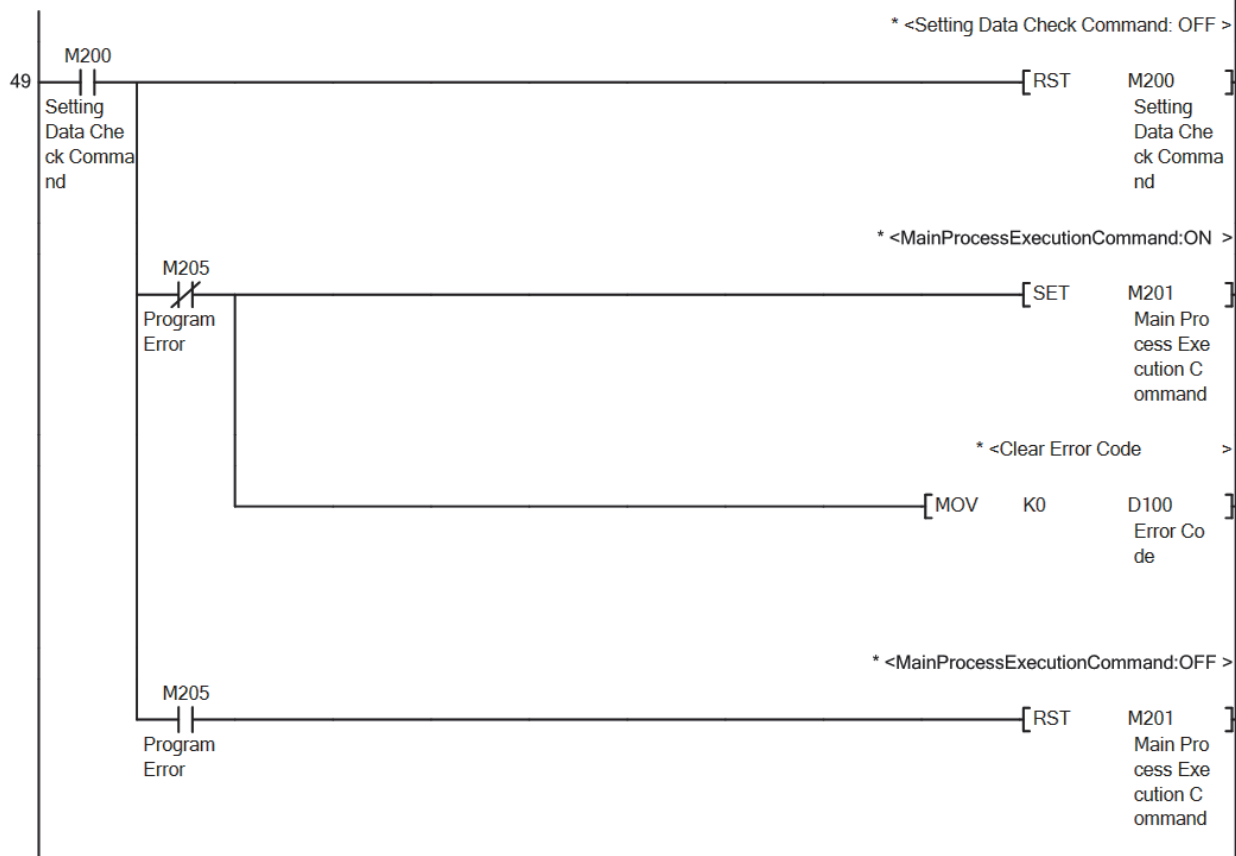 * <Setting Data Check Command: OFF >
M200
49
RST M200
Setting
Data Che
ck Comma
nd
Setting
Data Che
ck Comma
nd
* <MainProcessExecutionCommand:ON >
M205
SET M201
Program
Error
Main Pro
cess Exe
cution C
ommand
* <Clear Error Code >
MOV K0 D100
Error Co
de
* <MainProcessExecutionCommand:OFF >
M205
RST M201
Program
Error
Main Pro
cess Exe
cution C
ommand